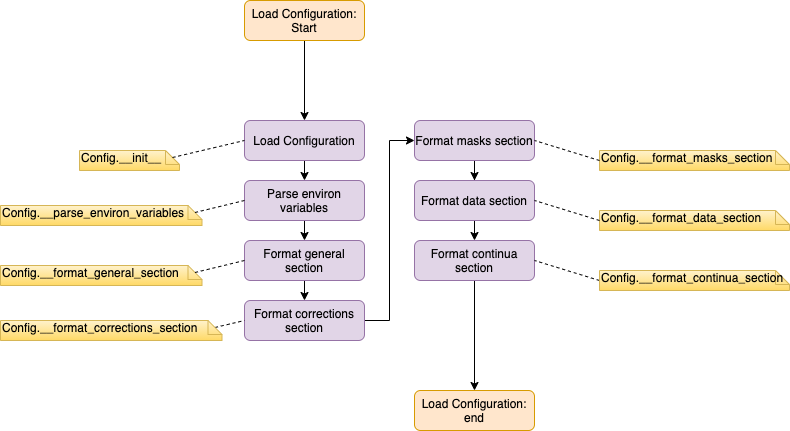 Load Configuration:
Start
Load Configuration
Config.__init__
Parse environ
variables
Config.__parse_environ_variables
Format general
section
Config.__format_general_section
Format corrections
section
Config.__format_corrections_section
Format masks section
Config.__format_masks_section
Format data section
Config.__format_data_section
Format continua
section
Config.__format_continua_section
Load Configuration:
end